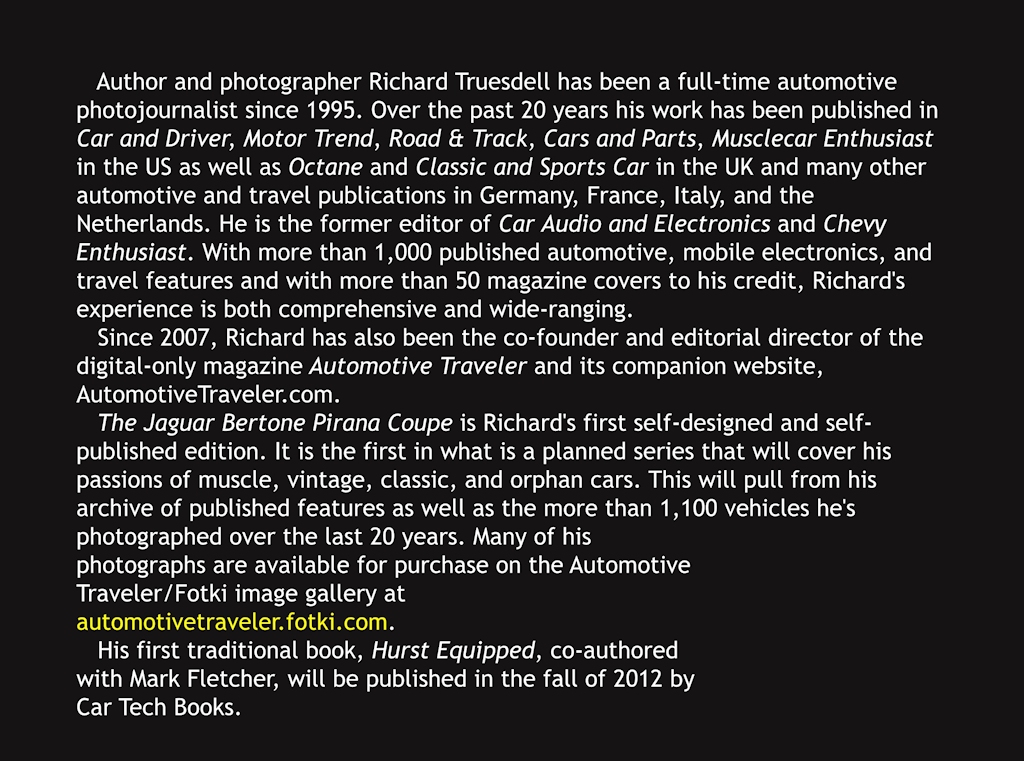 Author and photographer Richard Truesdell has been a full-time automotive
photojournalist since 1995. Over the past 20 years his work has been published in
Car and Driver, Motor Trend, Road & Track, Cars and Parts, Musclecar Enthusiast
in the US as well as Octane and Classic and Sports Car in the UK and many other
automotive and travel publications in Germany, France, Italy, and the
Netherlands. He is the former editor of Car Audio and Electronics and Chevy
Enthusiast. With more than 1,000 published automotive, mobile electronics, and
travel features and with more than 50 magazine covers to his credit, Richard's
experience is both comprehensive and wide-ranging.
Since 2007, Richard has also been the co-founder and editorial director of the
digital-only magazine Automotive Traveler and its companion website,
AutomotiveTraveler.com.
The Jaguar Bertone Pirana Coupe is Richard's first self-designed and self-
published edition. It is the first in what is a planned series that will cover his
passions of muscle, vintage, classic, and orphan cars. This will pull from his
archive of published features as well as the more than 1,100 vehicles he's
photographed over the last 20 years. Many of his
photographs are available for purchase on the Automotive
Traveler/Fotki image gallery at
automotivetraveler.fotki.com.
His first traditional book, Hurst Equipped, co-authored
with Mark Fletcher, will be published in the fall of 2012 by
Car Tech Books.